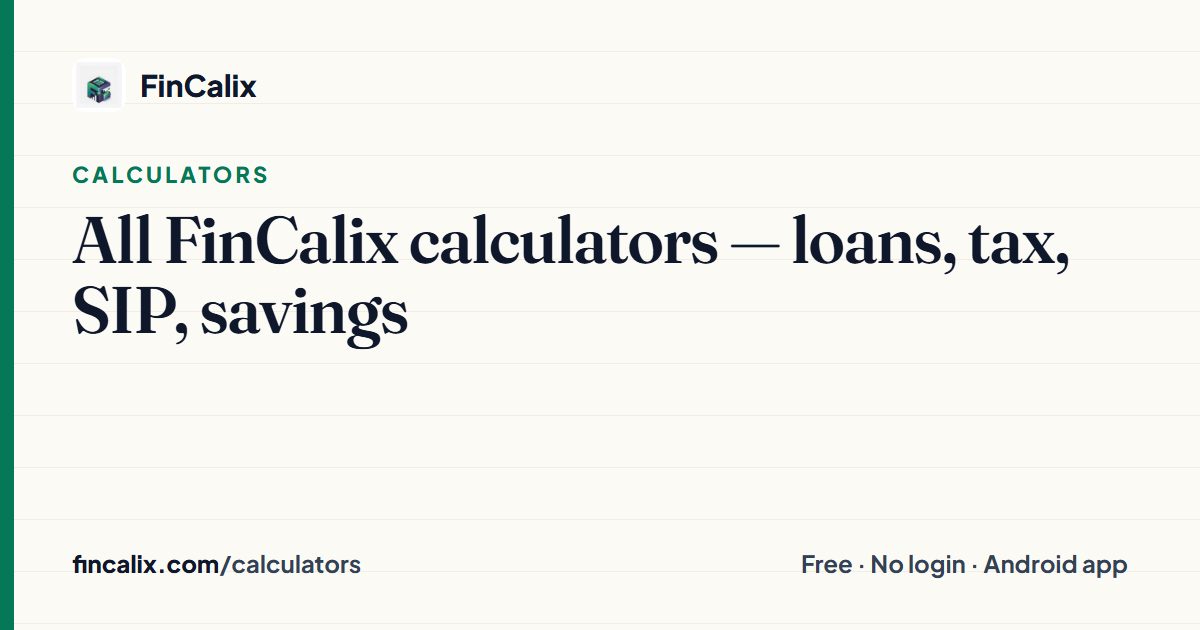 FinCalix
CALCULATORS
All FinCalix calculators — loans, tax,
SIP, savings
fincalix.com/calculators
Free · No login · Android app